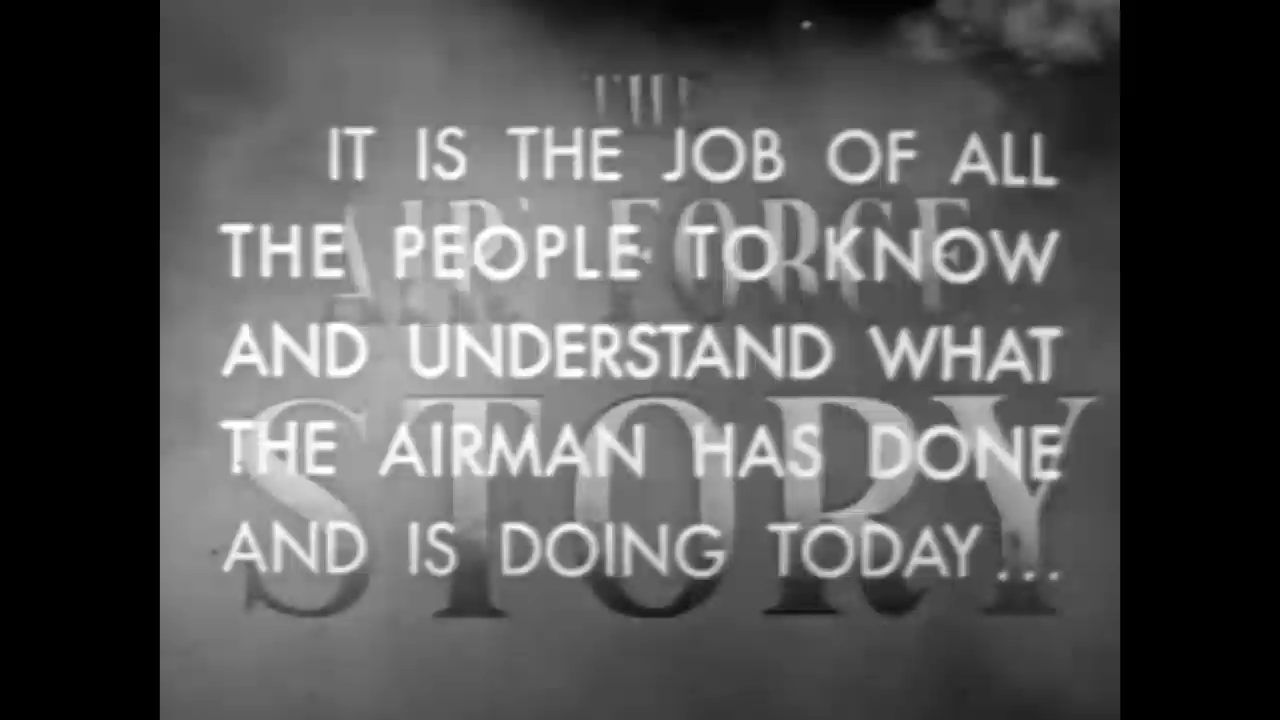 THE
AIR FORCE
STORY
IT IS THE JOB OF ALL
THE PEOPLE TO KNOW
AND UNDERSTAND WHAT
THE AIRMAN HAS DONE
AND IS DOING TODAY...